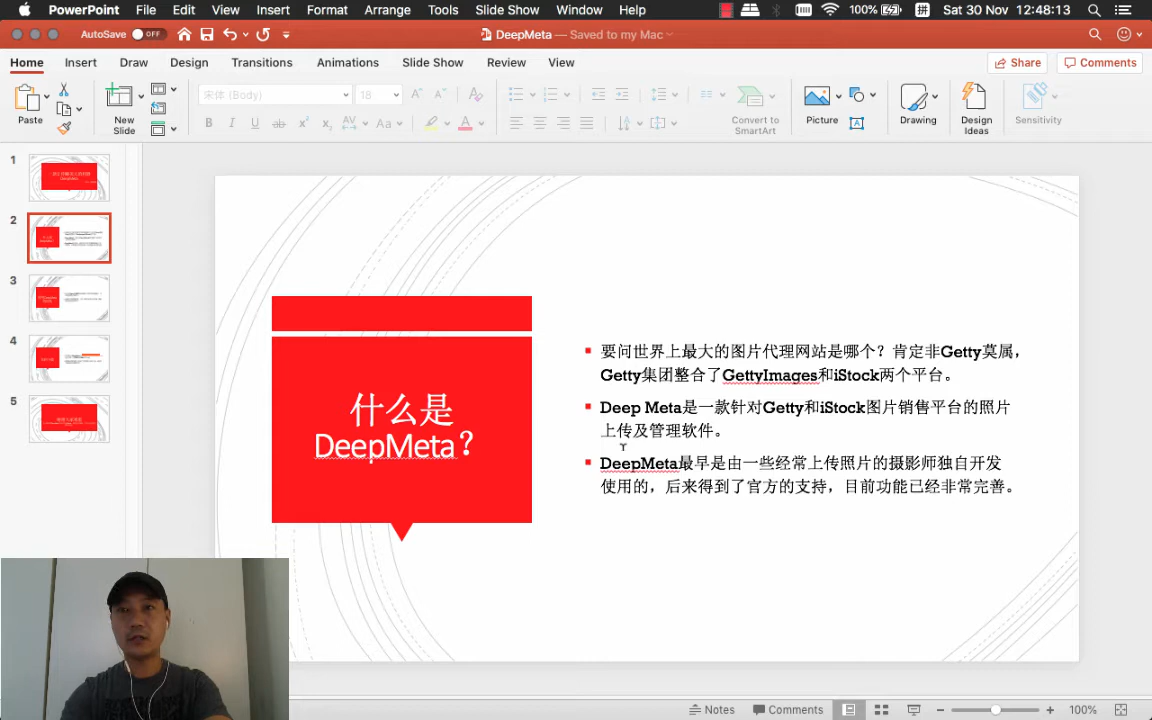 PowerPoint File Edit View Insert Format Arrange Tools Slide Show Window Help 100% 拼 Sat 30 Nov 12:48:13
AutoSave OFF DeepMeta — Saved to my Mac
Home Insert Draw Design Transitions Animations Slide Show Review View Share Comments
宋体 (Body) 18
Paste New Slide Convert to SmartArt Picture Drawing Design Ideas Sensitivity
1
2
3
4
5
什么是
DeepMeta？
要问世界上最大的图片代理网站是哪个？肯定非Getty莫属，
Getty集团整合了GettyImages和iStock两个平台。
Deep Meta是一款针对Getty和iStock图片销售平台的照片
上传及管理软件。
DeepMeta最早是由一些经常上传照片的摄影师独自开发
使用的，后来得到了官方的支持，目前功能已经非常完善。
Notes Comments 100%